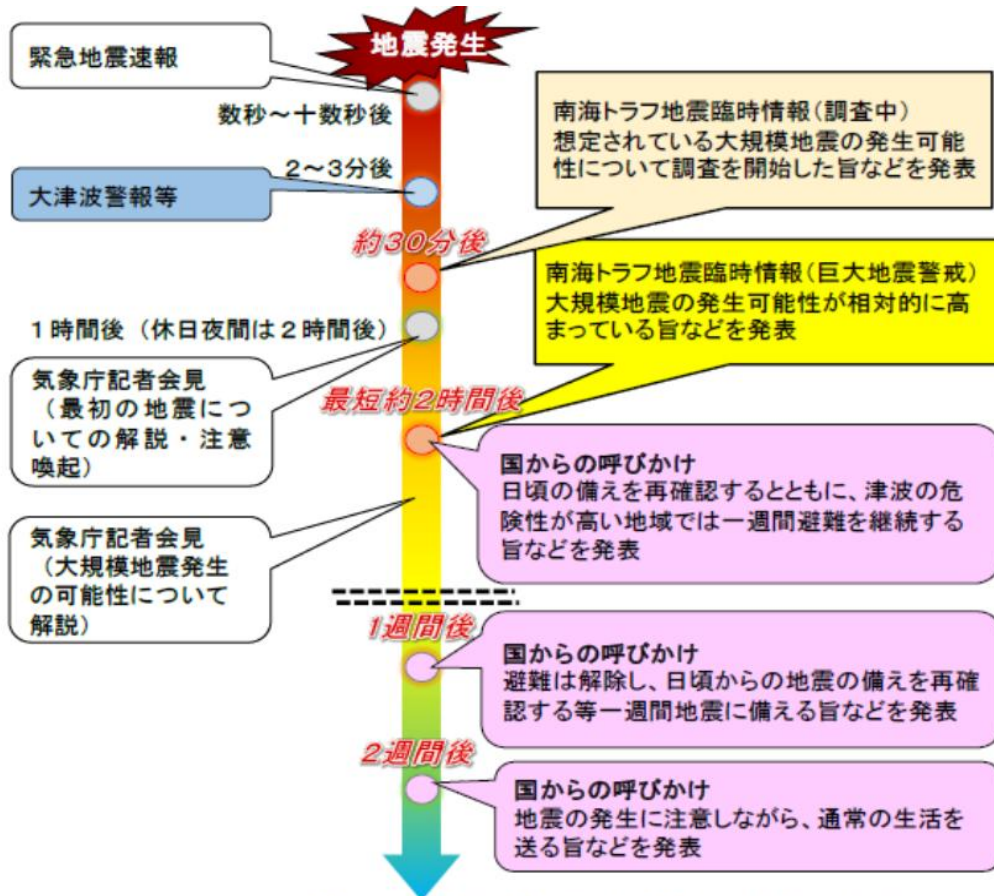 地震発生
緊急地震速報
数秒～十数秒後
南海トラフ地震臨時情報（調査中）
想定されている大規模地震の発生可能
性について調査を開始した旨などを発表
２～３分後
大津波警報等
約30分後
南海トラフ地震臨時情報（巨大地震警戒）
大規模地震の発生可能性が相対的に高
まっている旨などを発表
１時間後（休日夜間は２時間後）
気象庁記者会見
（最初の地震につ
いての解説・注意
喚起）
最短約２時間後
国からの呼びかけ
日頃の備えを再確認するとともに、津波の危
険性が高い地域では一週間避難を継続する
旨などを発表
気象庁記者会見
（大規模地震発生
の可能性について
解説）
1週間後
国からの呼びかけ
避難は解除し、日頃からの地震の備えを再確
認する等一週間地震に備える旨などを発表
２週間後
国からの呼びかけ
地震の発生に注意しながら、通常の生活を
送る旨などを発表